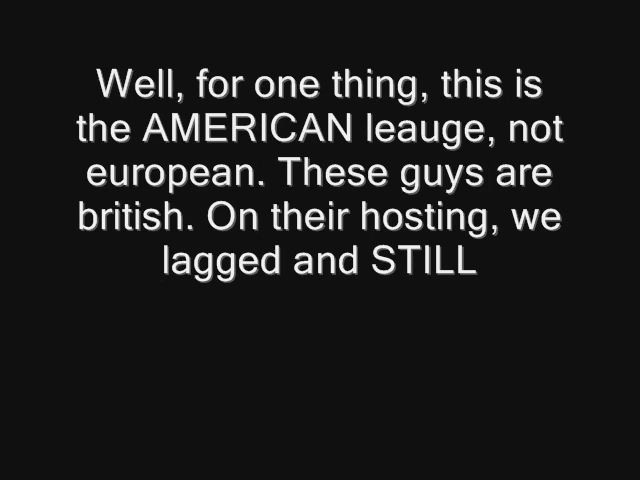 Well, for one thing, this is
the AMERICAN leauge, not
european. These guys are
british. On their hosting, we
lagged and STILL